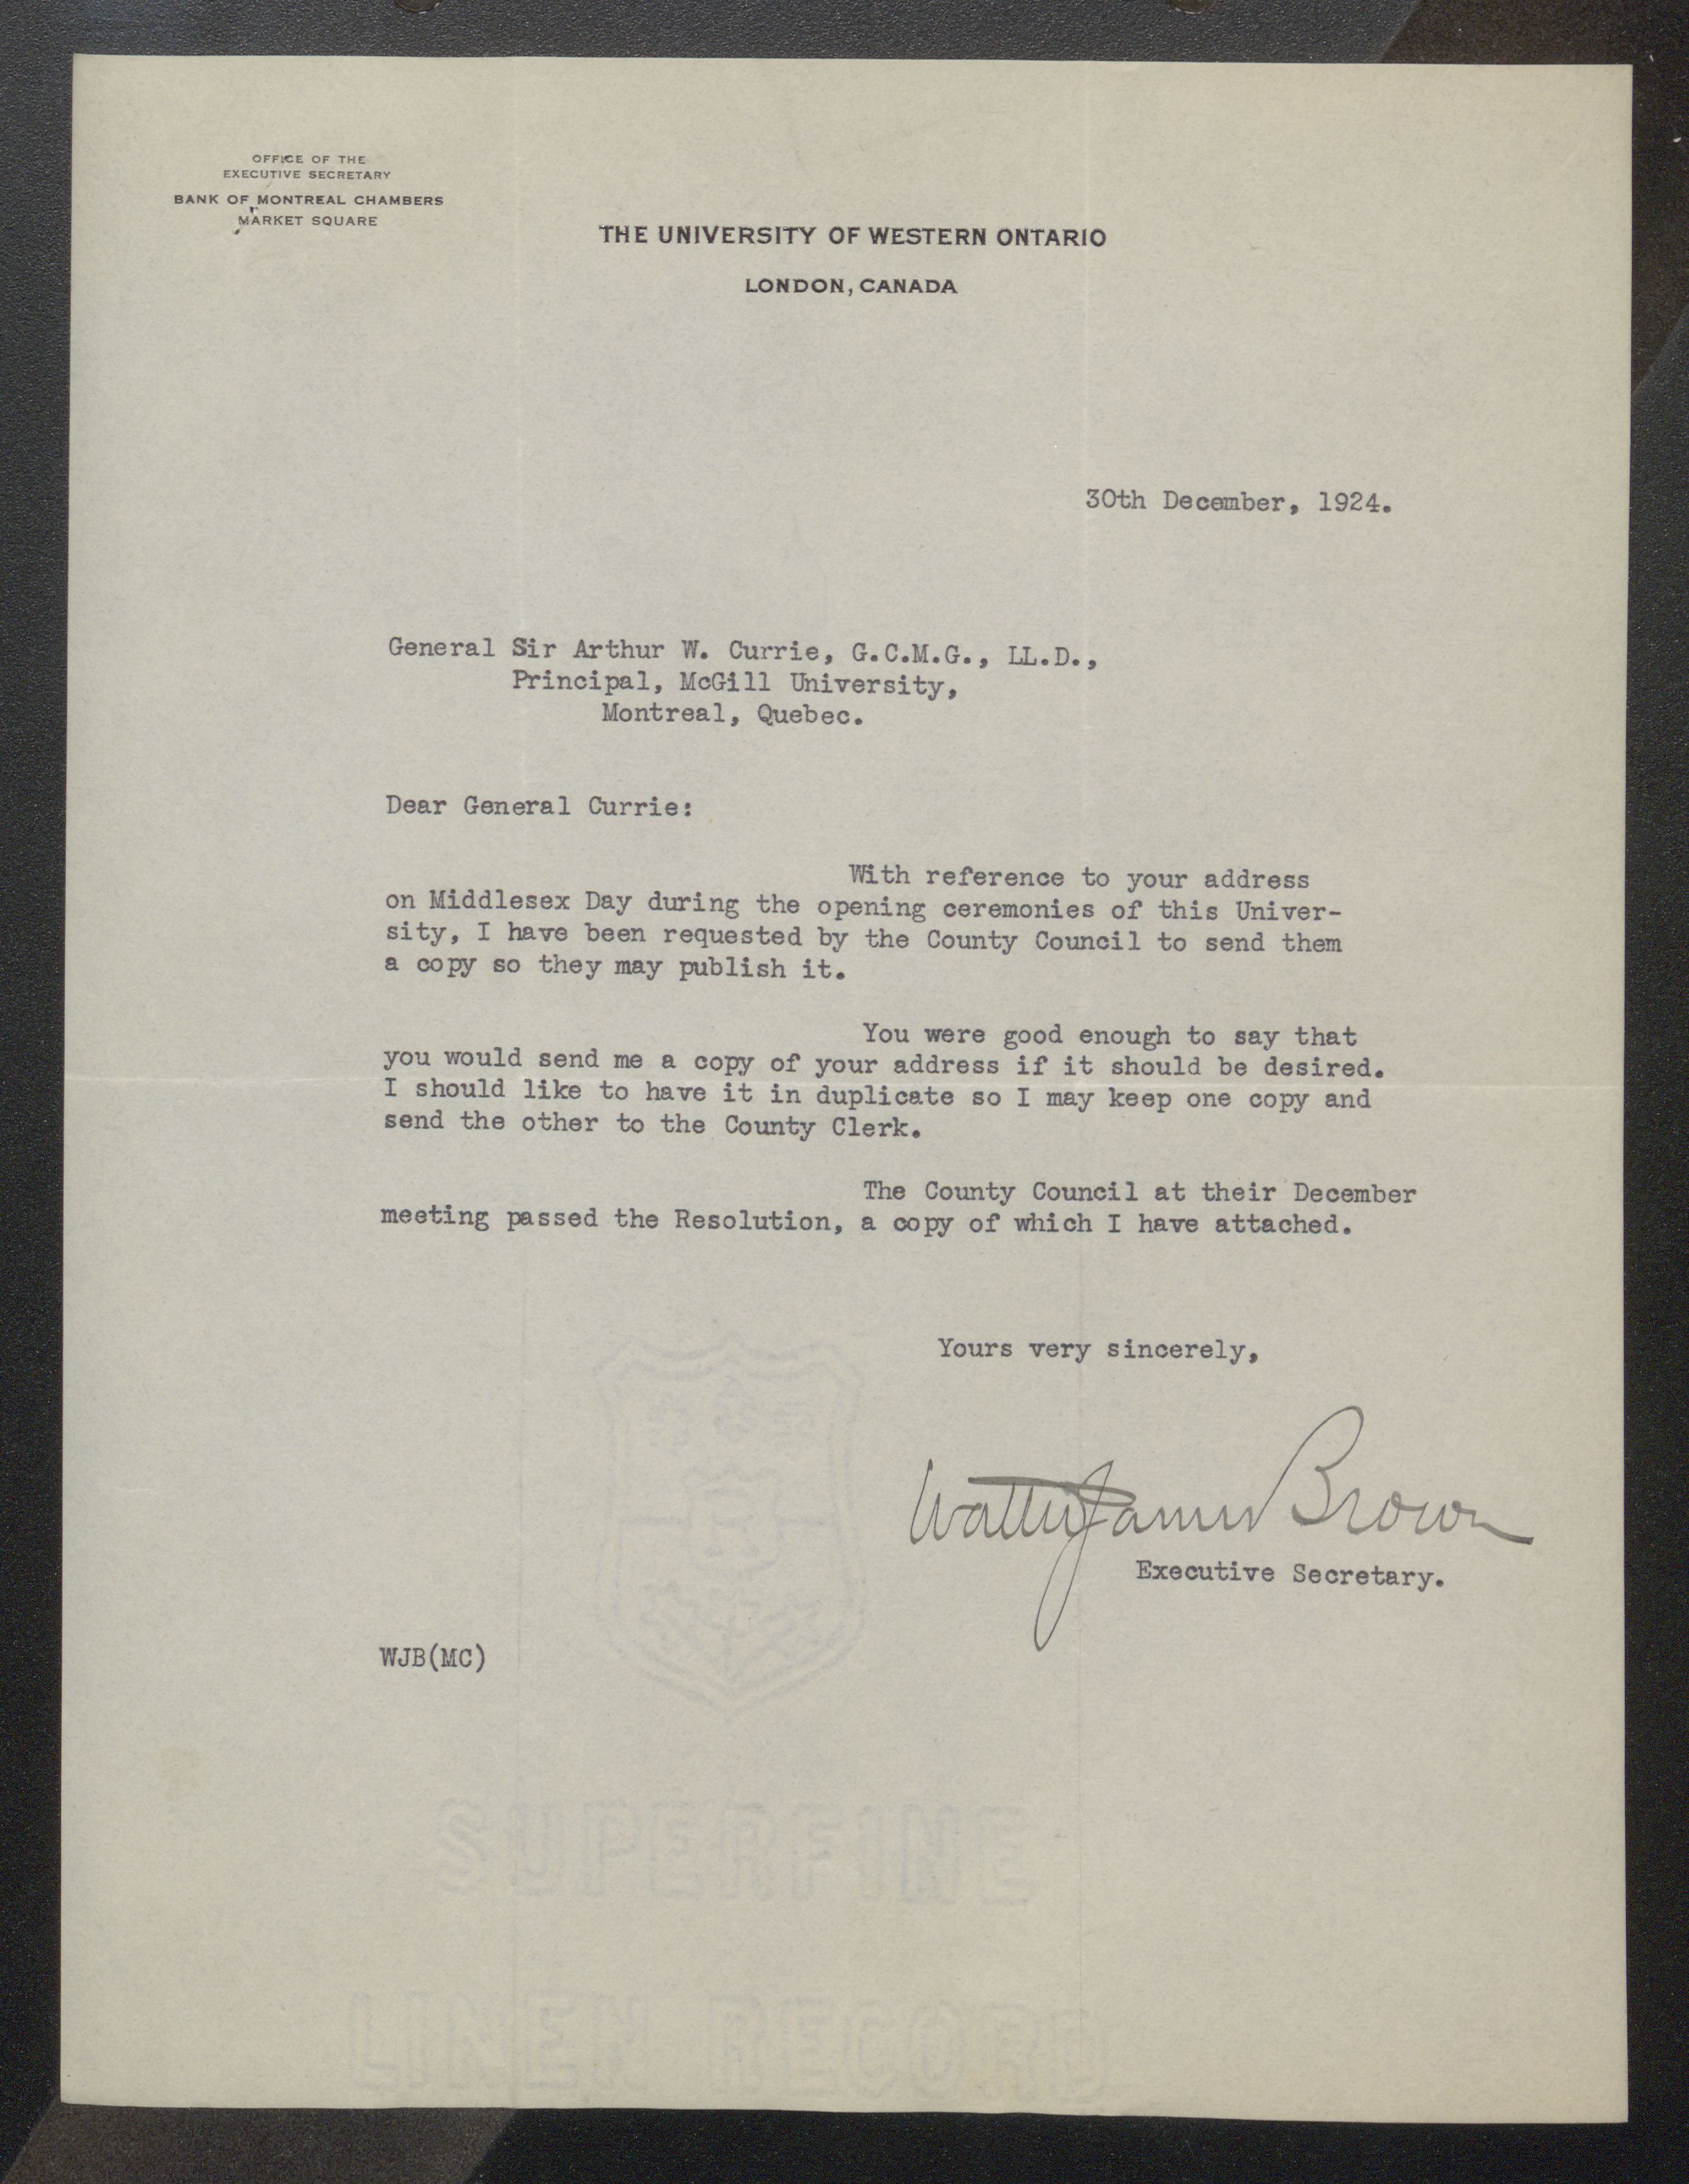 OFFICE OF THE
EXECUTIVE SECRETARY
BANK OF MONTREAL CHAMBERS
MARKET SQUARE
THE UNIVERSITY OF WESTERN ONTARIO
LONDON, CANADA
30th December, 1924.
General Sir Arthur W. Currie, G.C.M.G., LL.D.,
Principal, McGill University,
Montreal, Quebec.
Dear General Currie:
With reference to your address
on Middlesex Day during the opening ceremonies of this Univer-
sity, I have been requested by the County Council to send them
a copy so they may publish it.
You were good enough to say that
you would send me a copy of your address if it should be desired.
I should like to have it in duplicate so I may keep one copy and
send the other to the County Clerk.
The County Council at their December
meeting passed the Resolution, a copy of which I have attached.
Yours very sincerely,
Walter James Brown
Executive Secretary.
WJB(MC)
SUPERFINE
LINEN RECORD